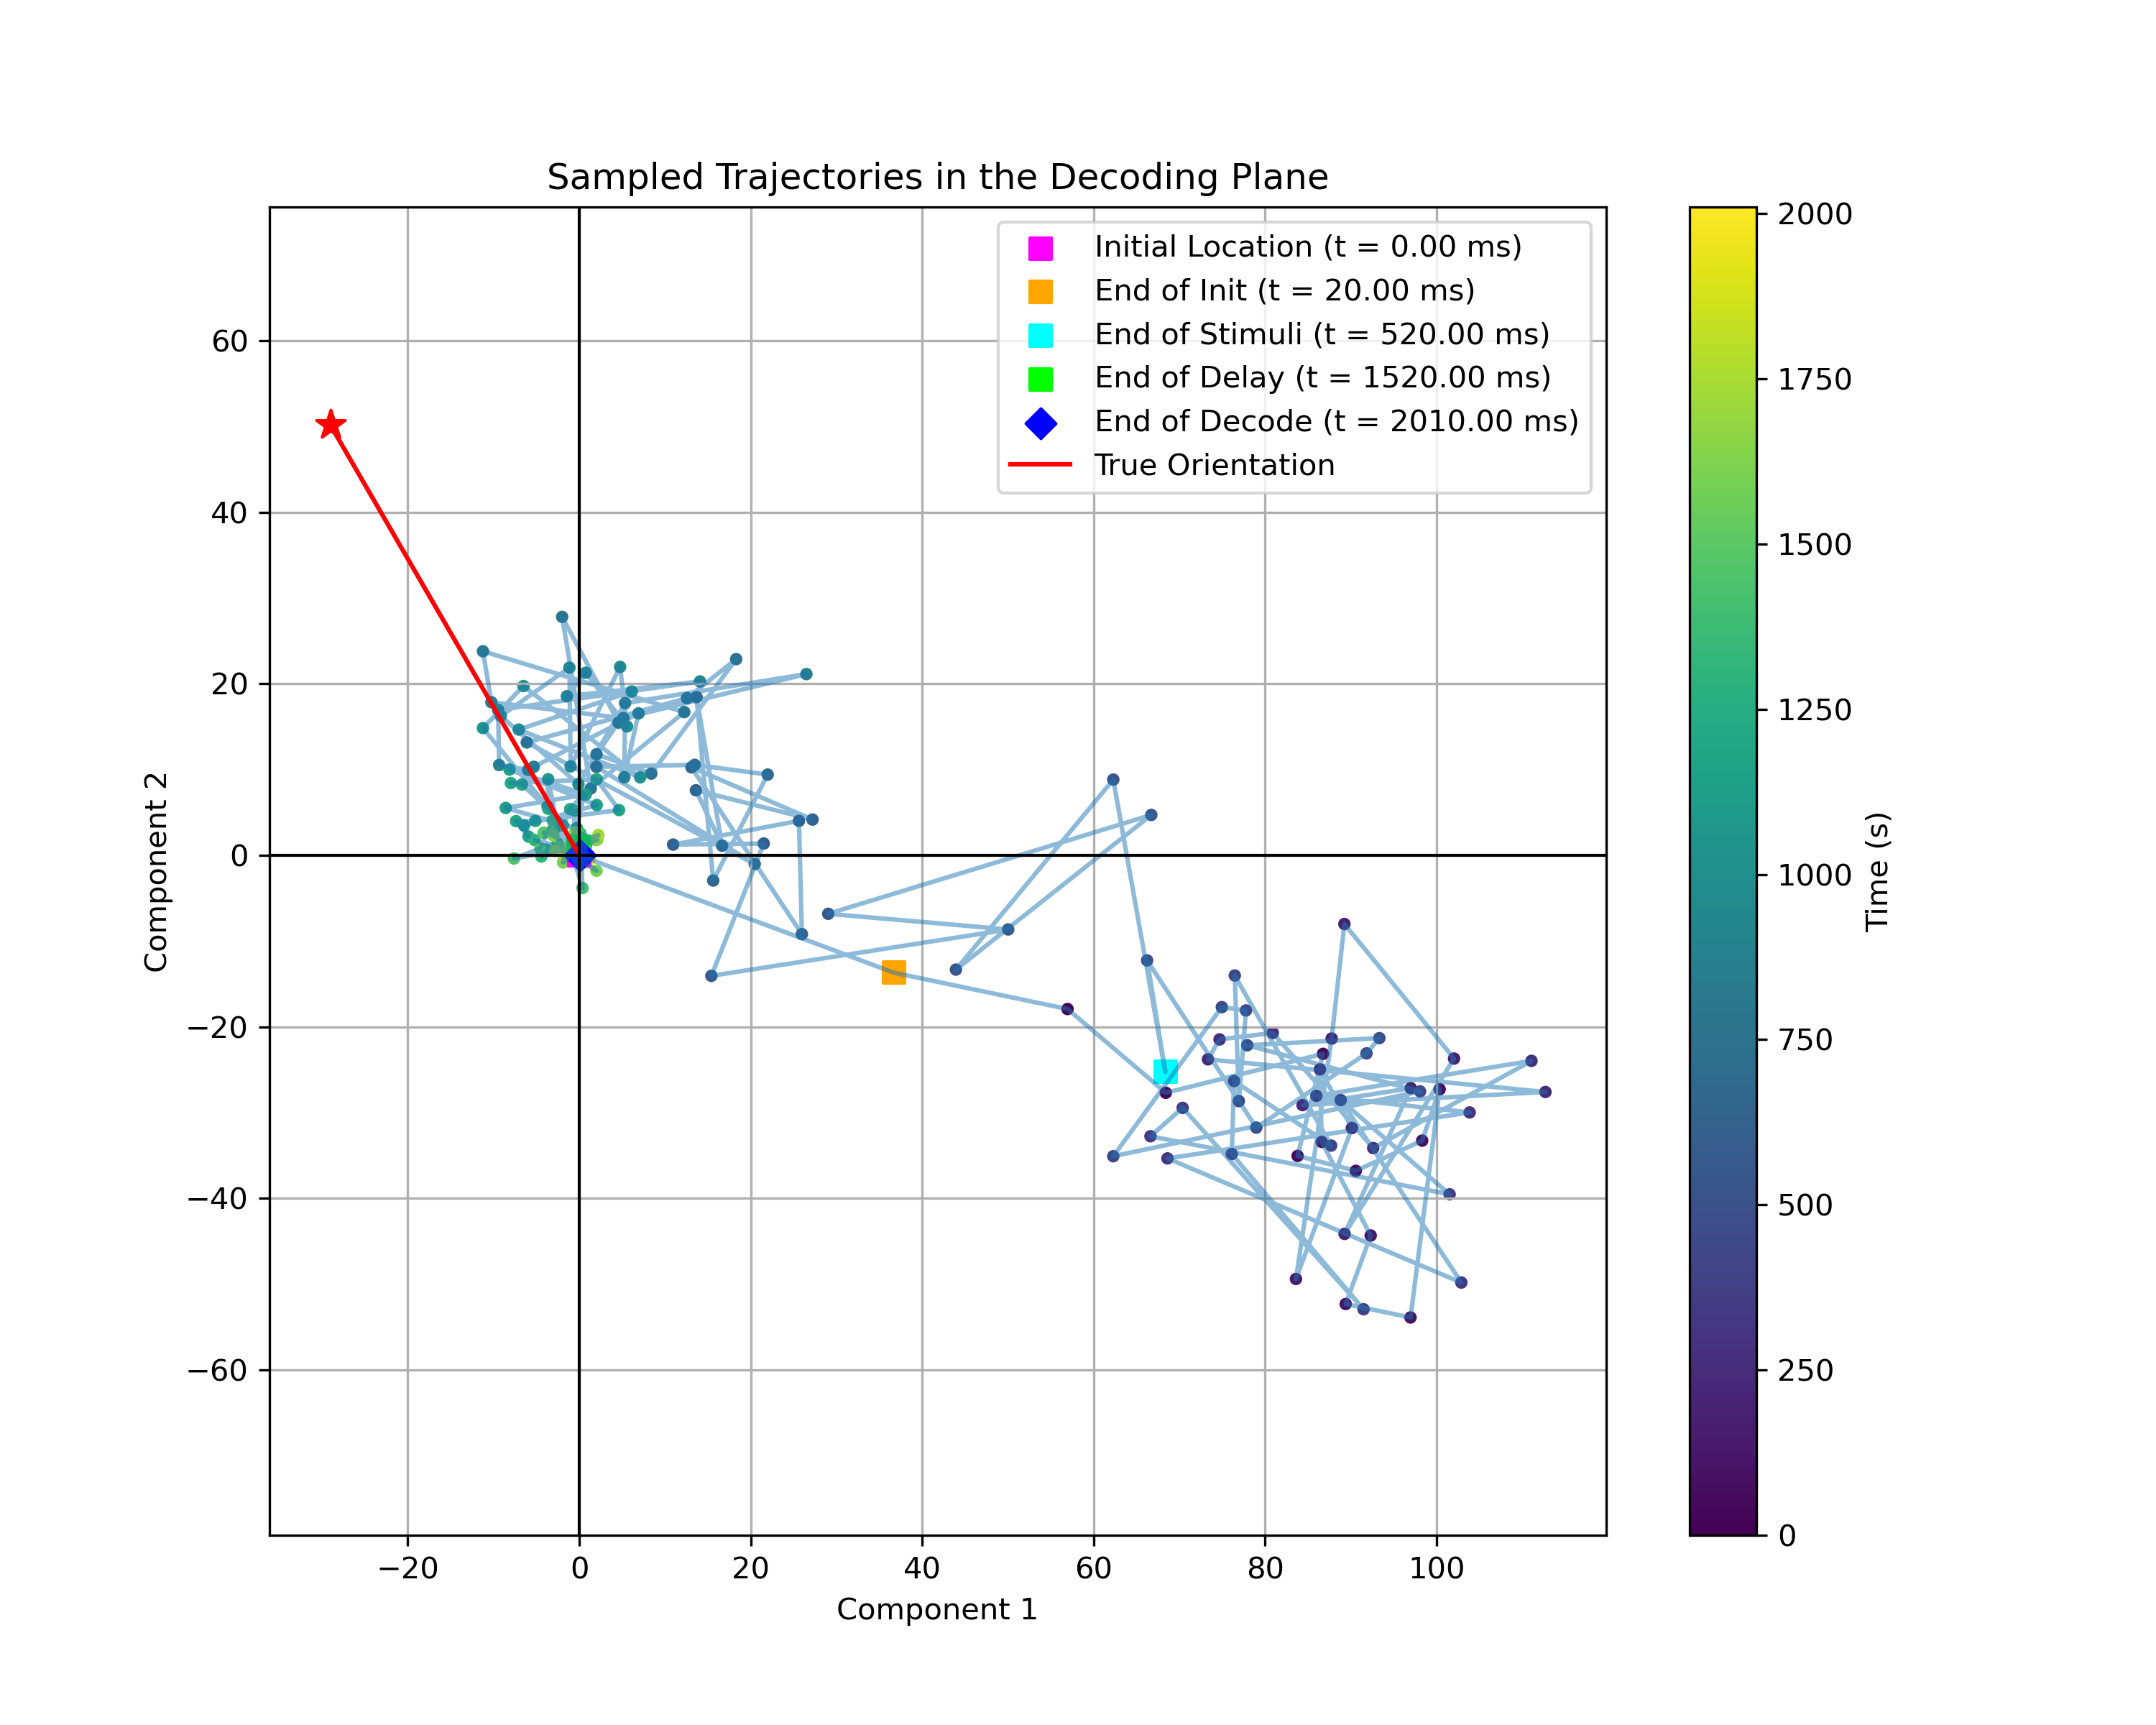 Sampled Trajectories in the Decoding Plane
Initial Location (t = 0.00 ms)
End of Init (t = 20.00 ms)
End of Stimuli (t = 520.00 ms)
End of Delay (t = 1520.00 ms)
End of Decode (t = 2010.00 ms)
True Orientation
60
40
20
0
−20
−40
−60
Component 2
−20 0 20 40 60 80 100
Component 1
2000
1750
1500
1250
1000
750
500
250
0
Time (s)